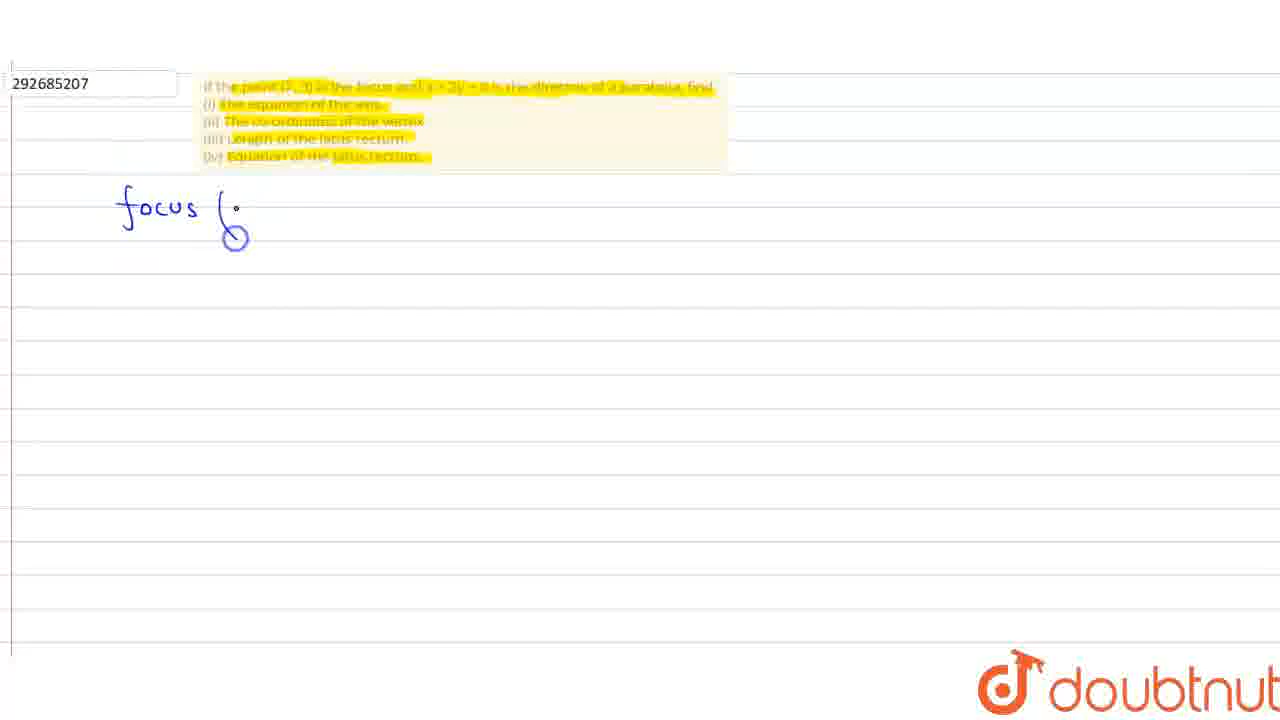 292685207
If the point (2, 3) is the focus and x = 2y + 6 is the directrix of a parabola, find
(i) The equation of the axis.
(ii) The co-ordinates of the vertex
(iii) Length of the latus rectum.
(iv) Equation of the latus rectum.
focus (
doubtnut